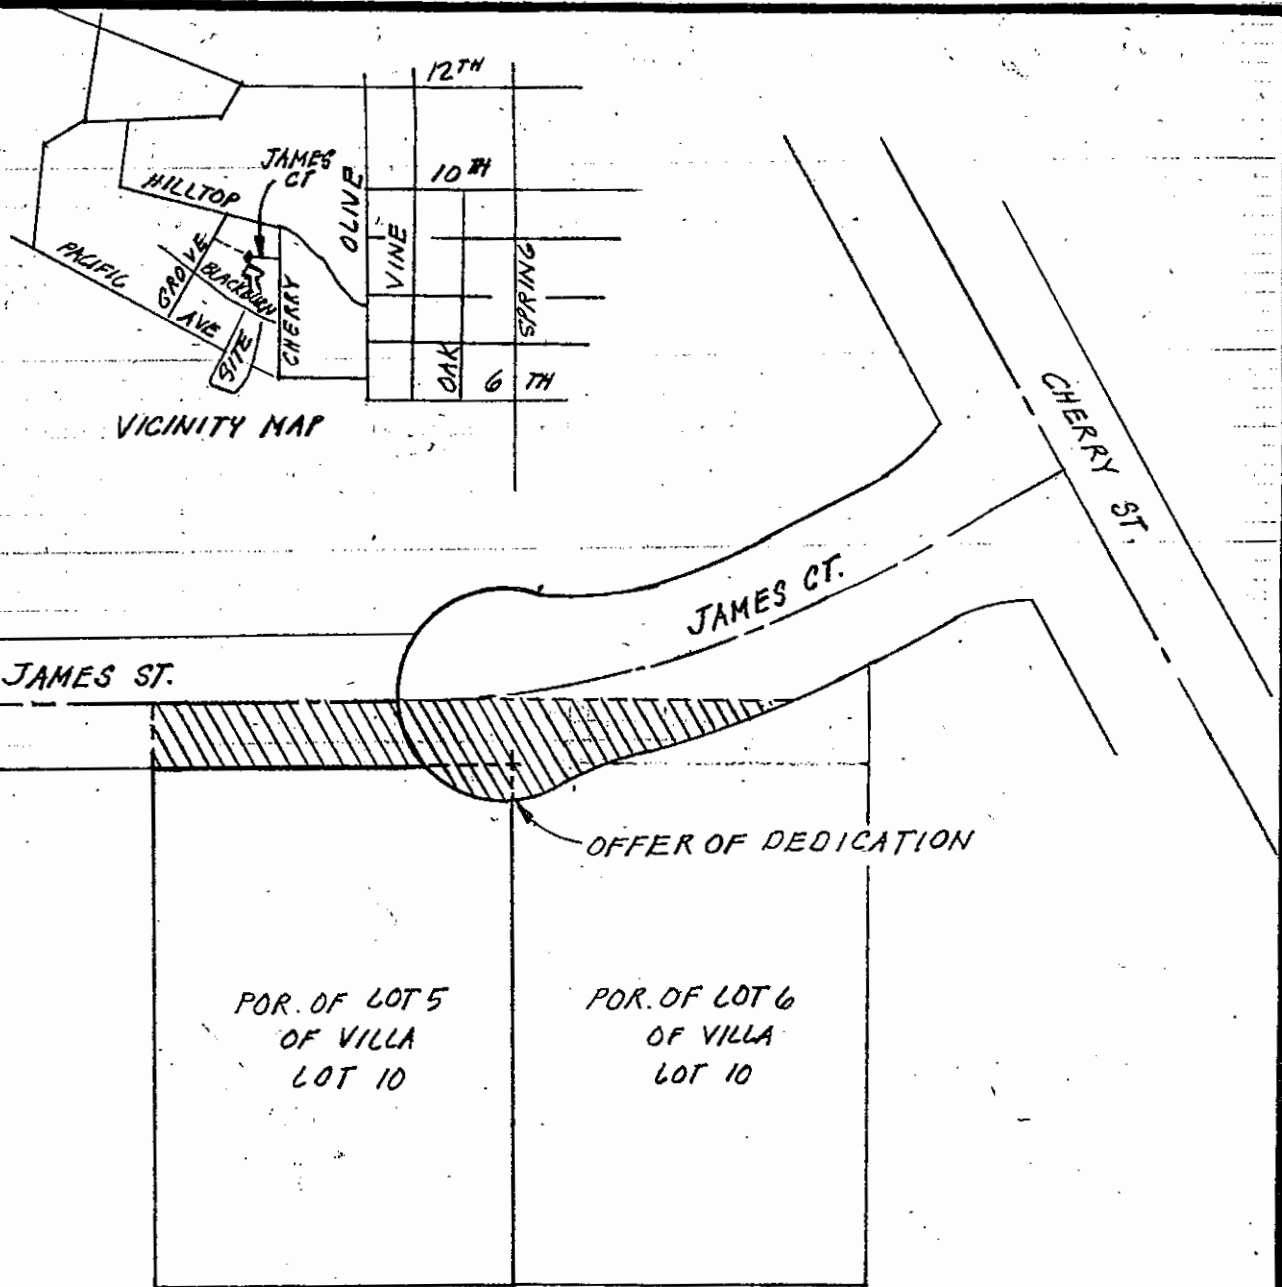 12TH
JAMES
CT
10TH
HILLTOP
OLIVE
VINE
PACIFIC
GROVE
BLACKBURN
AVE
CHERRY
SPRING
SITE
OAK
6 TH
VICINITY MAP
CHERRY ST.
JAMES CT.
JAMES ST.
OFFER OF DEDICATION
POR. OF LOT 5
OF VILLA
LOT 10
POR. OF LOT 6
OF VILLA
LOT 10